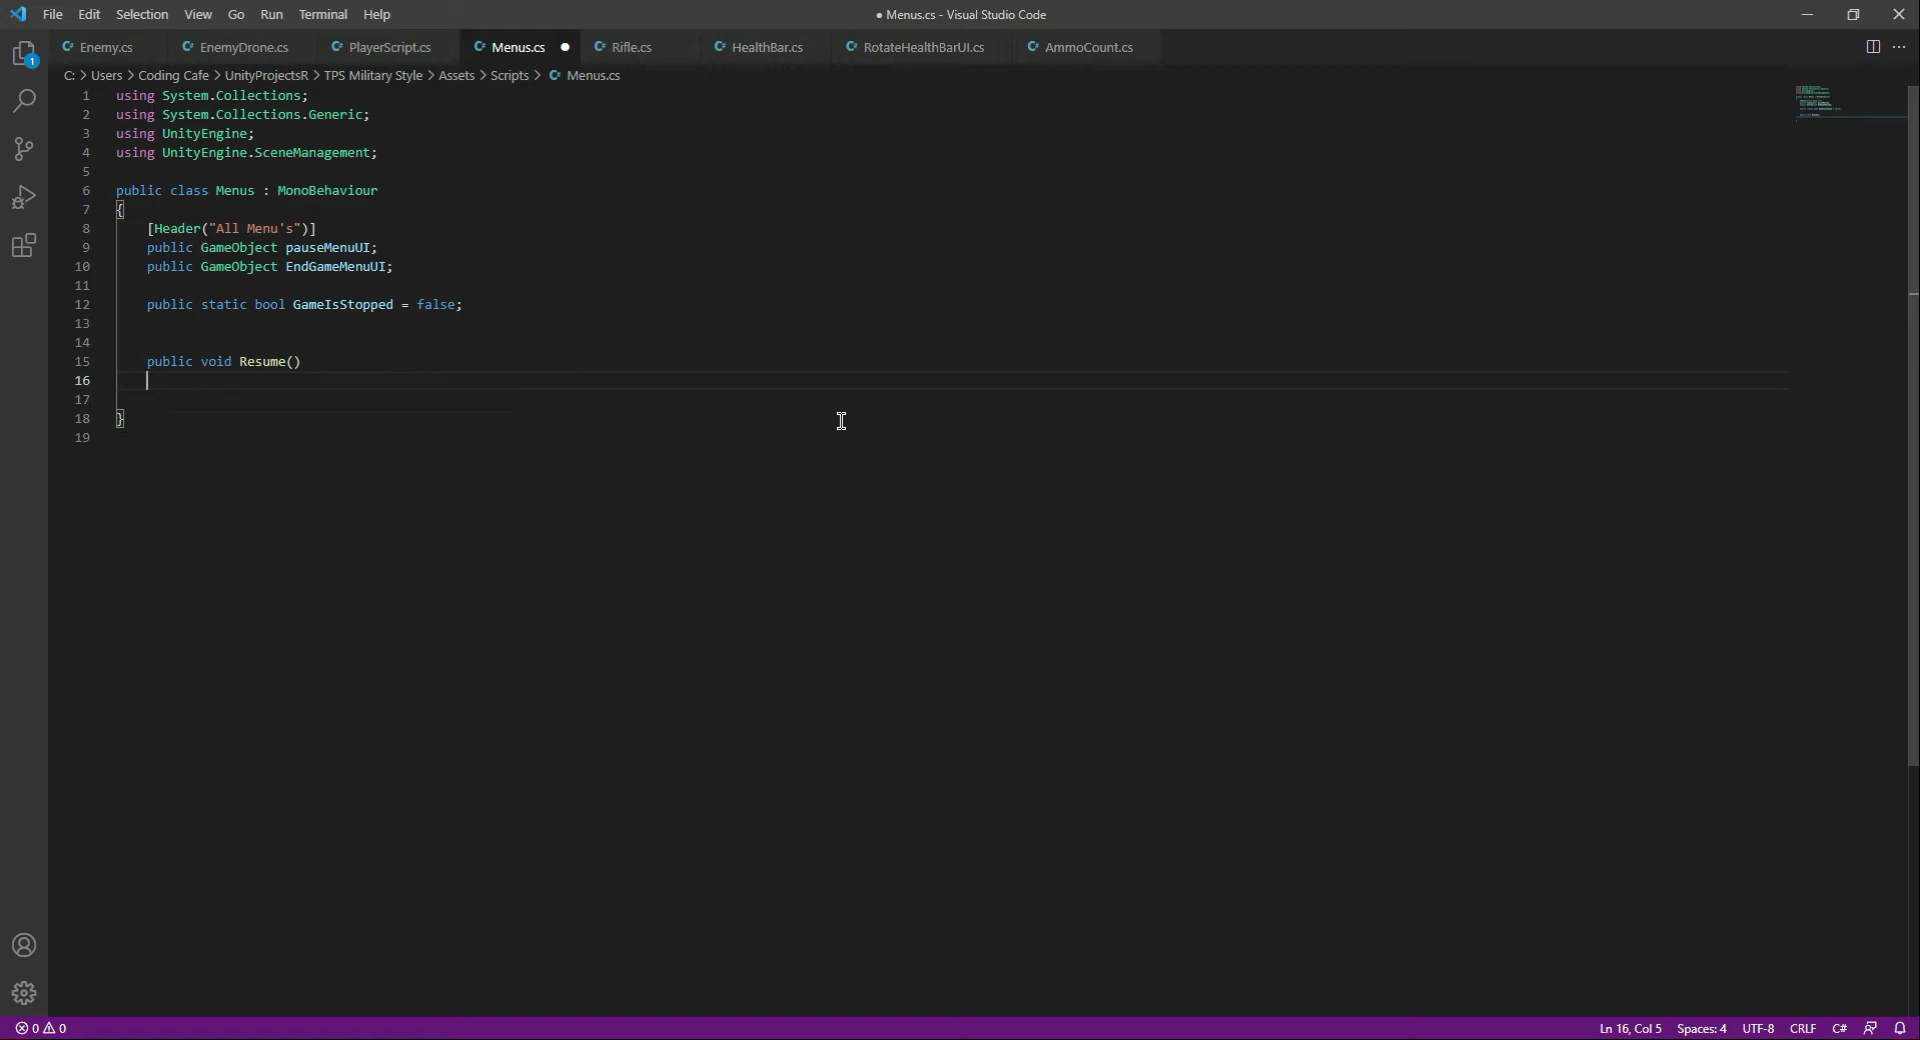 File Edit Selection View Go Run Terminal Help ● Menus.cs - Visual Studio Code
Enemy.cs EnemyDrone.cs PlayerScript.cs Menus.cs ● Rifle.cs HealthBar.cs RotateHealthBarUI.cs AmmoCount.cs
C: > Users > Coding Cafe > UnityProjectsR > TPS Military Style > Assets > Scripts > Menus.cs
1 using System.Collections;
2 using System.Collections.Generic;
3 using UnityEngine;
4 using UnityEngine.SceneManagement;
5
6 public class Menus : MonoBehaviour
7 {
8 [Header("All Menu's")]
9 public GameObject pauseMenuUI;
10 public GameObject EndGameMenuUI;
11
12 public static bool GameIsStopped = false;
13
14
15 public void Resume()
16
17
18 }
19
1
0 0 Ln 16, Col 5 Spaces: 4 UTF-8 CRLF C#